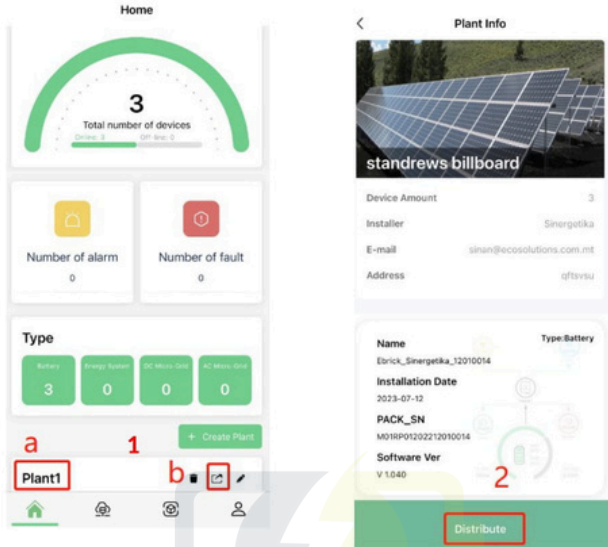 Home
3
Total number of devices
Online: 3 Off-line: 0
Number of alarm
0
Number of fault
0
Type
Battery
3
Energy System
0
DC Micro-Grid
0
AC Micro-Grid
0
a
1
+ Create Plant
Plant1
b
Plant Info
standrews billboard
Device Amount 3
Installer Sinergetika
E-mail sinan@ecosolutions.com.mt
Address qftsvsu
Name Type:Battery
Ebrick_Sinergetika_12010014
Installation Date
2023-07-12
PACK_SN
M01RP01202212010014
Software Ver
V 1.040
2
Distribute